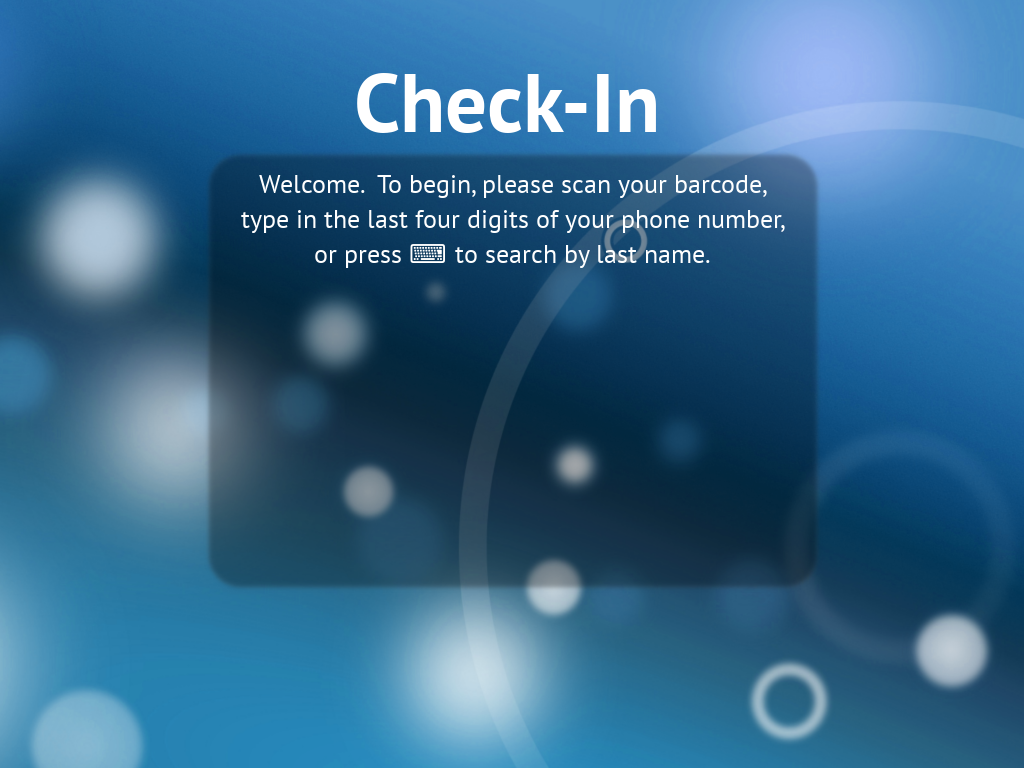 Check-In
Welcome.  To begin, please scan your barcode,
type in the last four digits of your phone number,
or press ⌨ to search by last name.